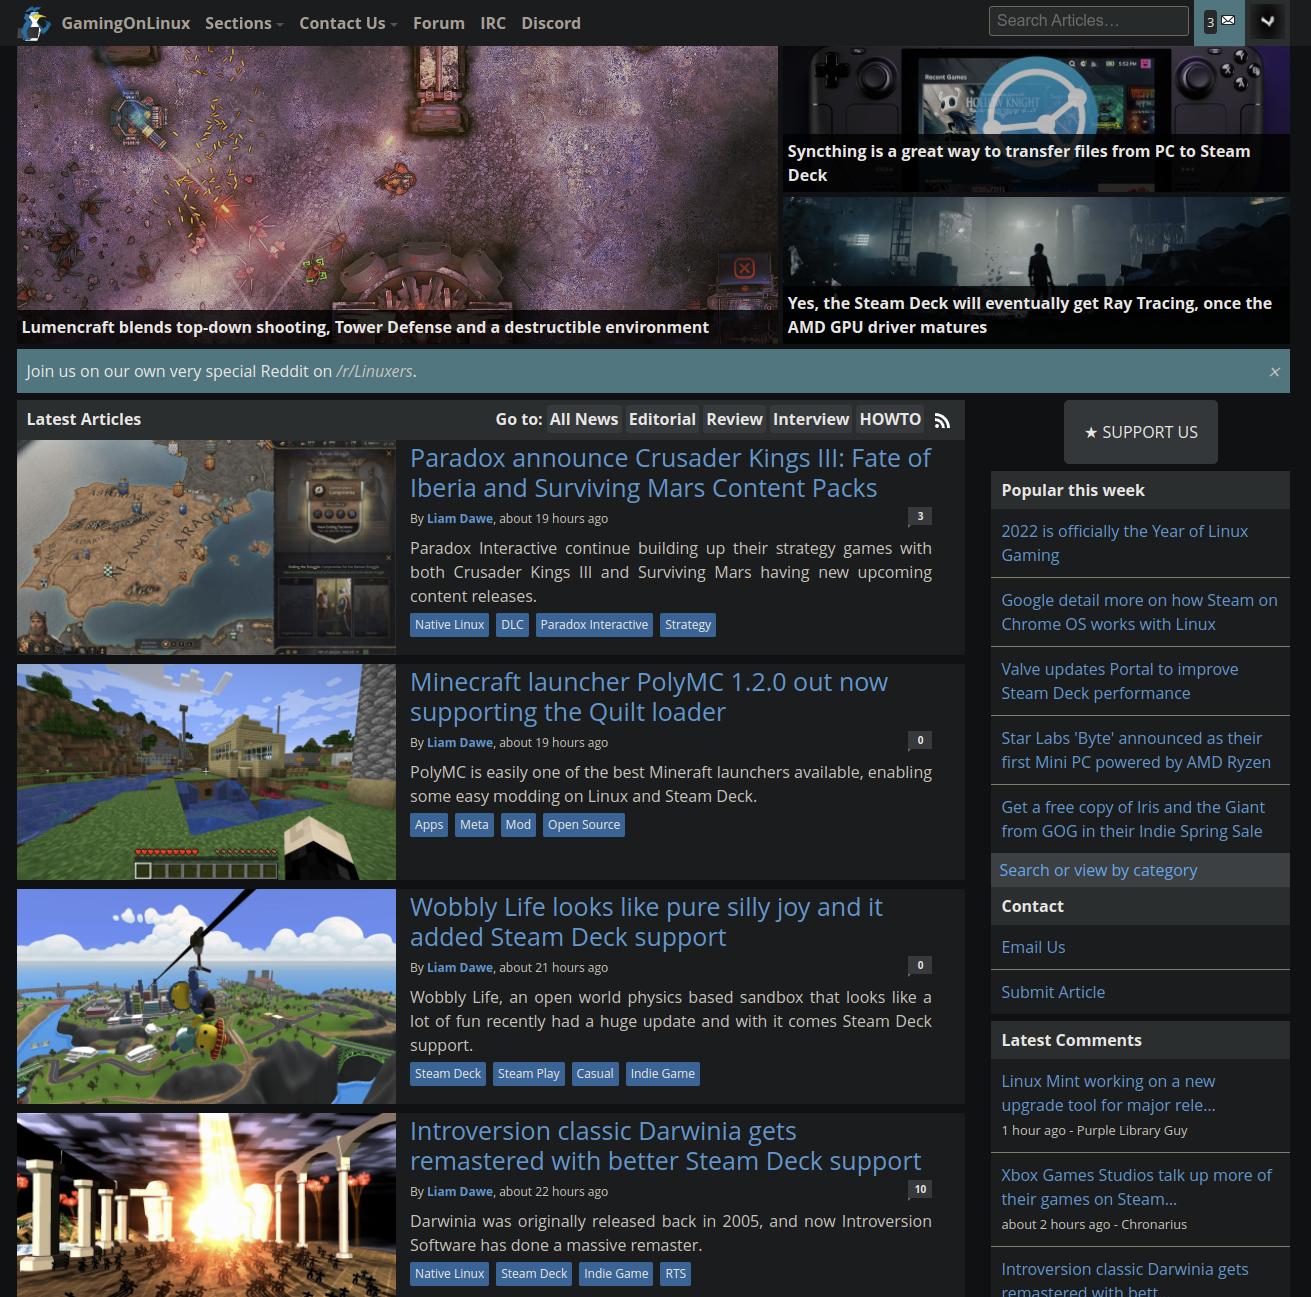 GamingOnLinux Sections Contact Us Forum IRC Discord
Search Articles...
3
5:52 PM
Recent Games
HOLLOW KNIGHT
Syncthing is a great way to transfer files from PC to Steam
Deck
Yes, the Steam Deck will eventually get Ray Tracing, once the
AMD GPU driver matures
Lumencraft blends top-down shooting, Tower Defense and a destructible environment
Join us on our own very special Reddit on /r/Linuxers. ×
Latest Articles
Go to: All News Editorial Review Interview HOWTO
Paradox announce Crusader Kings III: Fate of
Iberia and Surviving Mars Content Packs
By Liam Dawe, about 19 hours ago
3
Paradox Interactive continue building up their strategy games with
both Crusader Kings III and Surviving Mars having new upcoming
content releases.
Native Linux DLC Paradox Interactive Strategy
ARAGON
Minecraft launcher PolyMC 1.2.0 out now
supporting the Quilt loader
By Liam Dawe, about 19 hours ago
0
PolyMC is easily one of the best Mineraft launchers available, enabling
some easy modding on Linux and Steam Deck.
Apps Meta Mod Open Source
Wobbly Life looks like pure silly joy and it
added Steam Deck support
By Liam Dawe, about 21 hours ago
0
Wobbly Life, an open world physics based sandbox that looks like a
lot of fun recently had a huge update and with it comes Steam Deck
support.
Steam Deck Steam Play Casual Indie Game
Introversion classic Darwinia gets
remastered with better Steam Deck support
By Liam Dawe, about 22 hours ago
10
Darwinia was originally released back in 2005, and now Introversion
Software has done a massive remaster.
Native Linux Steam Deck Indie Game RTS
★ SUPPORT US
Popular this week
2022 is officially the Year of Linux
Gaming
Google detail more on how Steam on
Chrome OS works with Linux
Valve updates Portal to improve
Steam Deck performance
Star Labs 'Byte' announced as their
first Mini PC powered by AMD Ryzen
Get a free copy of Iris and the Giant
from GOG in their Indie Spring Sale
Search or view by category
Contact
Email Us
Submit Article
Latest Comments
Linux Mint working on a new
upgrade tool for major rele...
1 hour ago - Purple Library Guy
Xbox Games Studios talk up more of
their games on Steam...
about 2 hours ago - Chronarius
Introversion classic Darwinia gets
remastered with bett